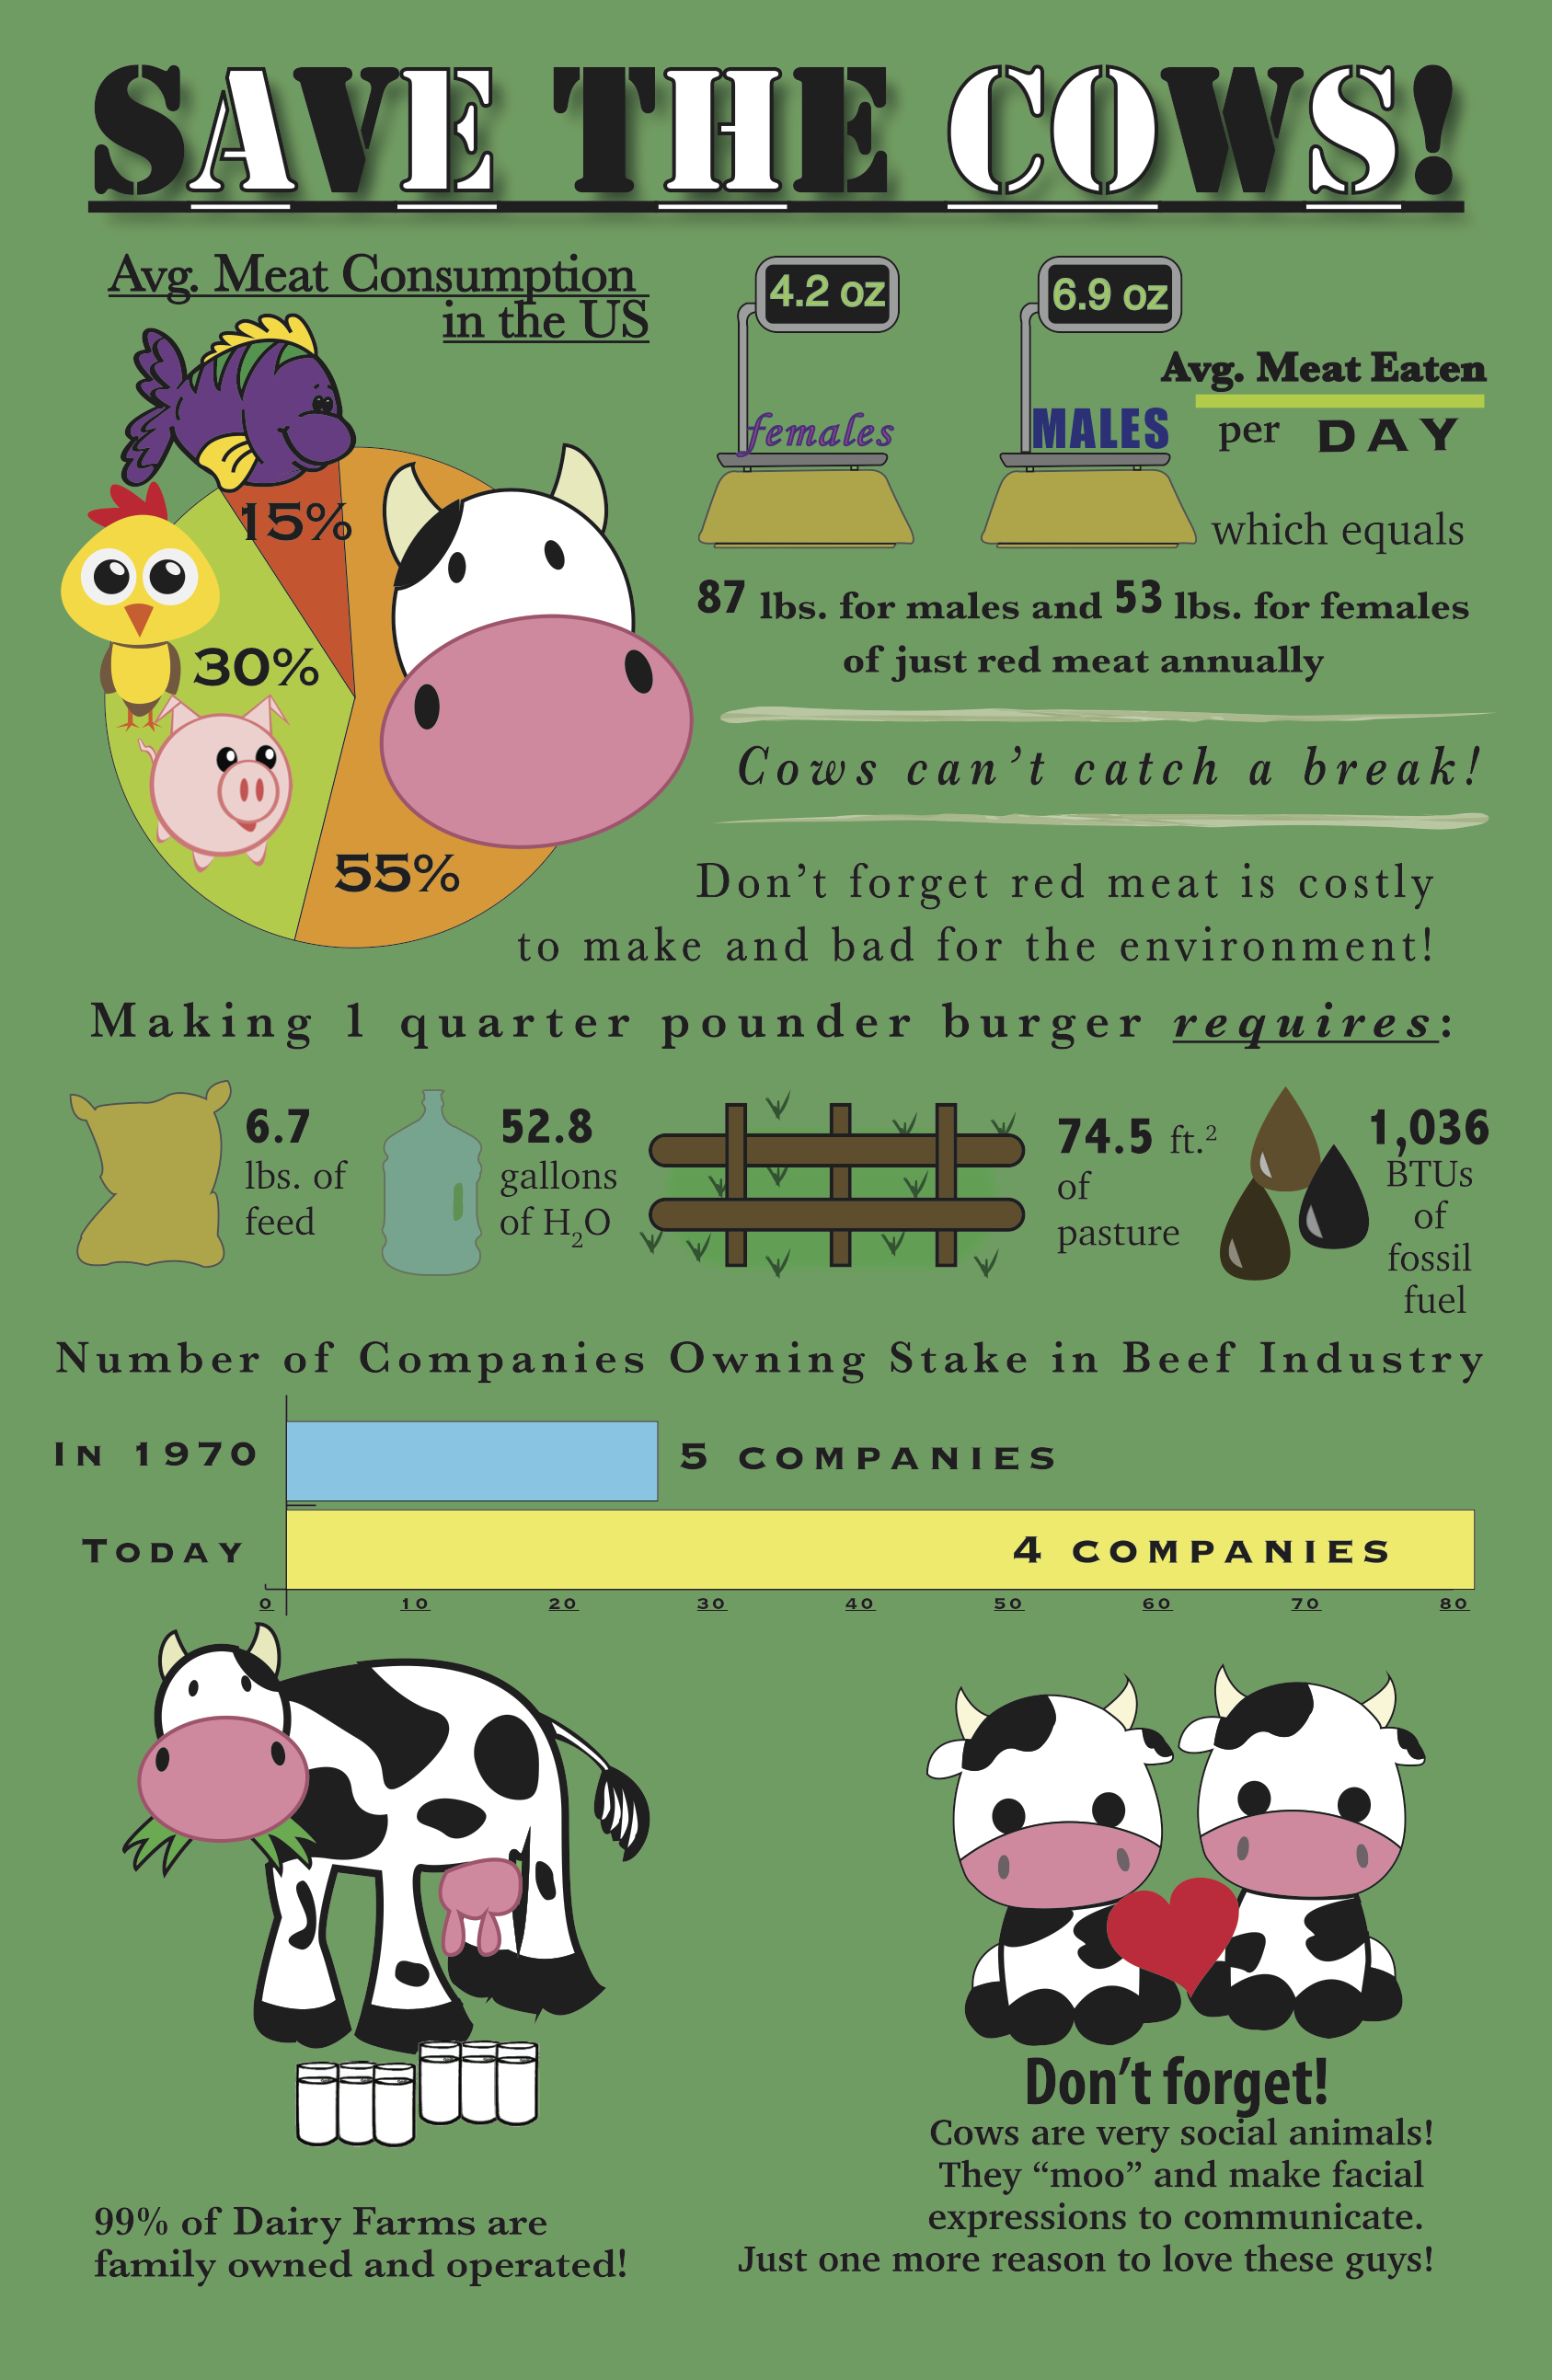 SAVE THE COWS!
Avg. Meat Consumption
in the US
15%
30%
55%
4.2 oz
females
6.9 oz
MALES
Avg. Meat Eaten
per DAY
which equals
87 lbs. for males and 53 lbs. for females
of just red meat annually
Cows can’t catch a break!
Don’t forget red meat is costly
to make and bad for the environment!
Making 1 quarter pounder burger requires:
6.7
lbs. of
feed
52.8
gallons
of H₂O
74.5 ft.²
of
pasture
1,036
BTUs
of
fossil
fuel
Number of Companies Owning Stake in Beef Industry
In 1970
5 companies
Today
4 companies
0 10 20 30 40 50 60 70 80
99% of Dairy Farms are
family owned and operated!
Don’t forget!
Cows are very social animals!
They “moo” and make facial
expressions to communicate.
Just one more reason to love these guys!